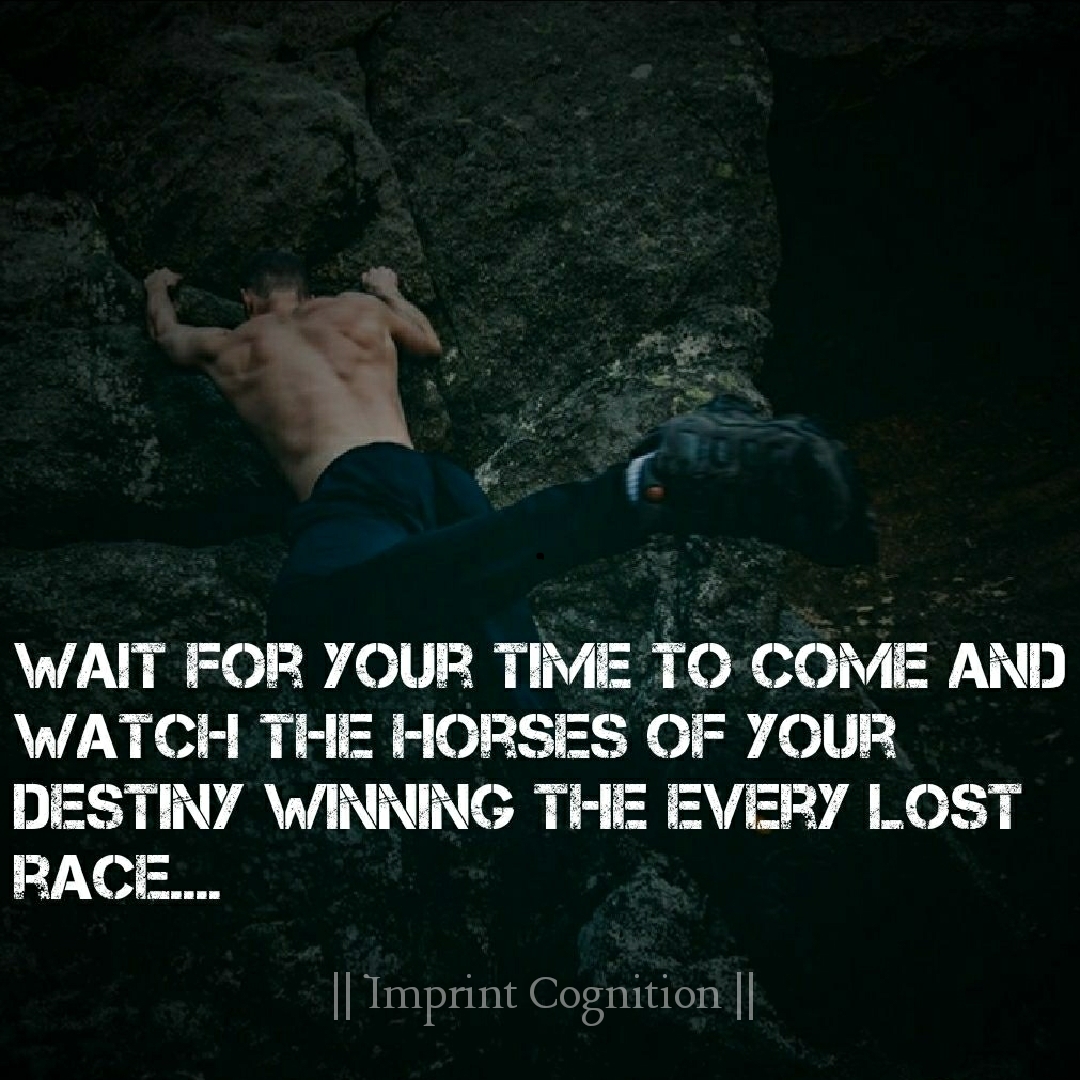 WAIT FOR YOUR TIME TO COME AND
WATCH THE HORSES OF YOUR
DESTINY WINNING THE EVERY LOST
RACE....
|| Imprint Cognition ||